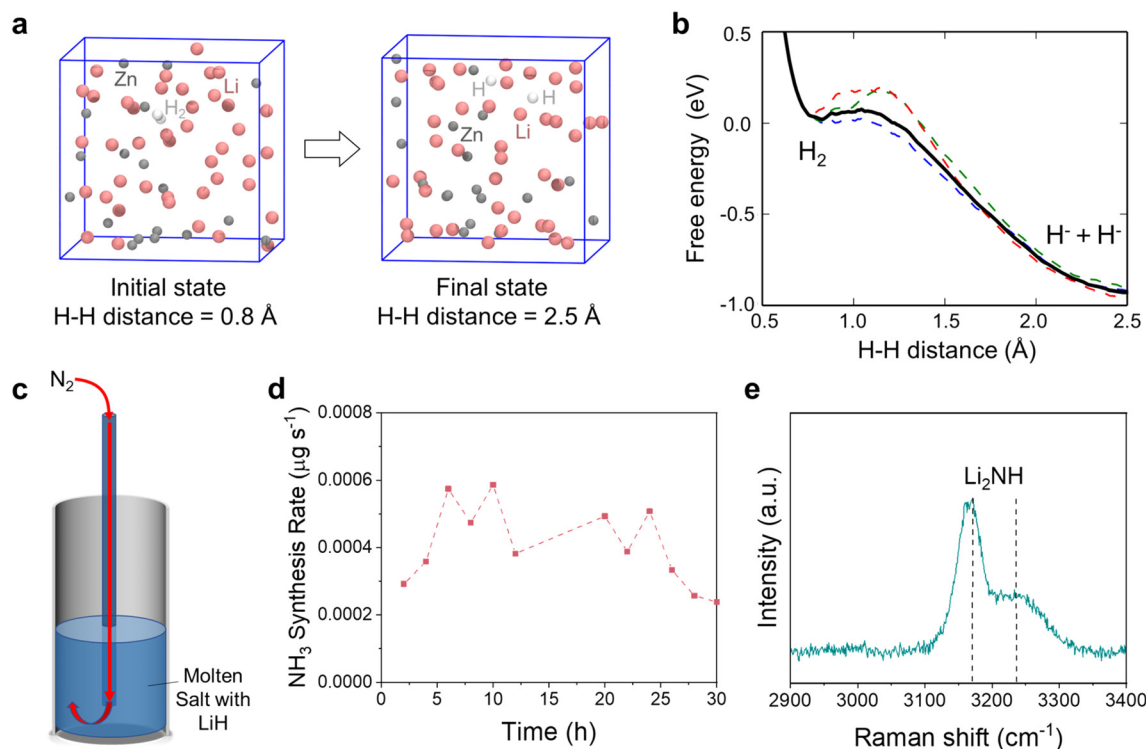 a
Zn
H₂
Li
Initial state
H-H distance = 0.8 Å
H
H
Zn
Li
Final state
H-H distance = 2.5 Å
b
Free energy (eV)
0.5
0.0
-0.5
-1.0
H₂
H⁻ + H⁻
0.5 1.0 1.5 2.0 2.5
H-H distance (Å)
c
N₂
Molten
Salt with
LiH
d
NH₃ Synthesis Rate (µg s⁻¹)
0.0008
0.0006
0.0004
0.0002
0.0000
0 5 10 15 20 25 30
Time (h)
e
Intensity (a.u.)
Li₂NH
2900 3000 3100 3200 3300 3400
Raman shift (cm⁻¹)